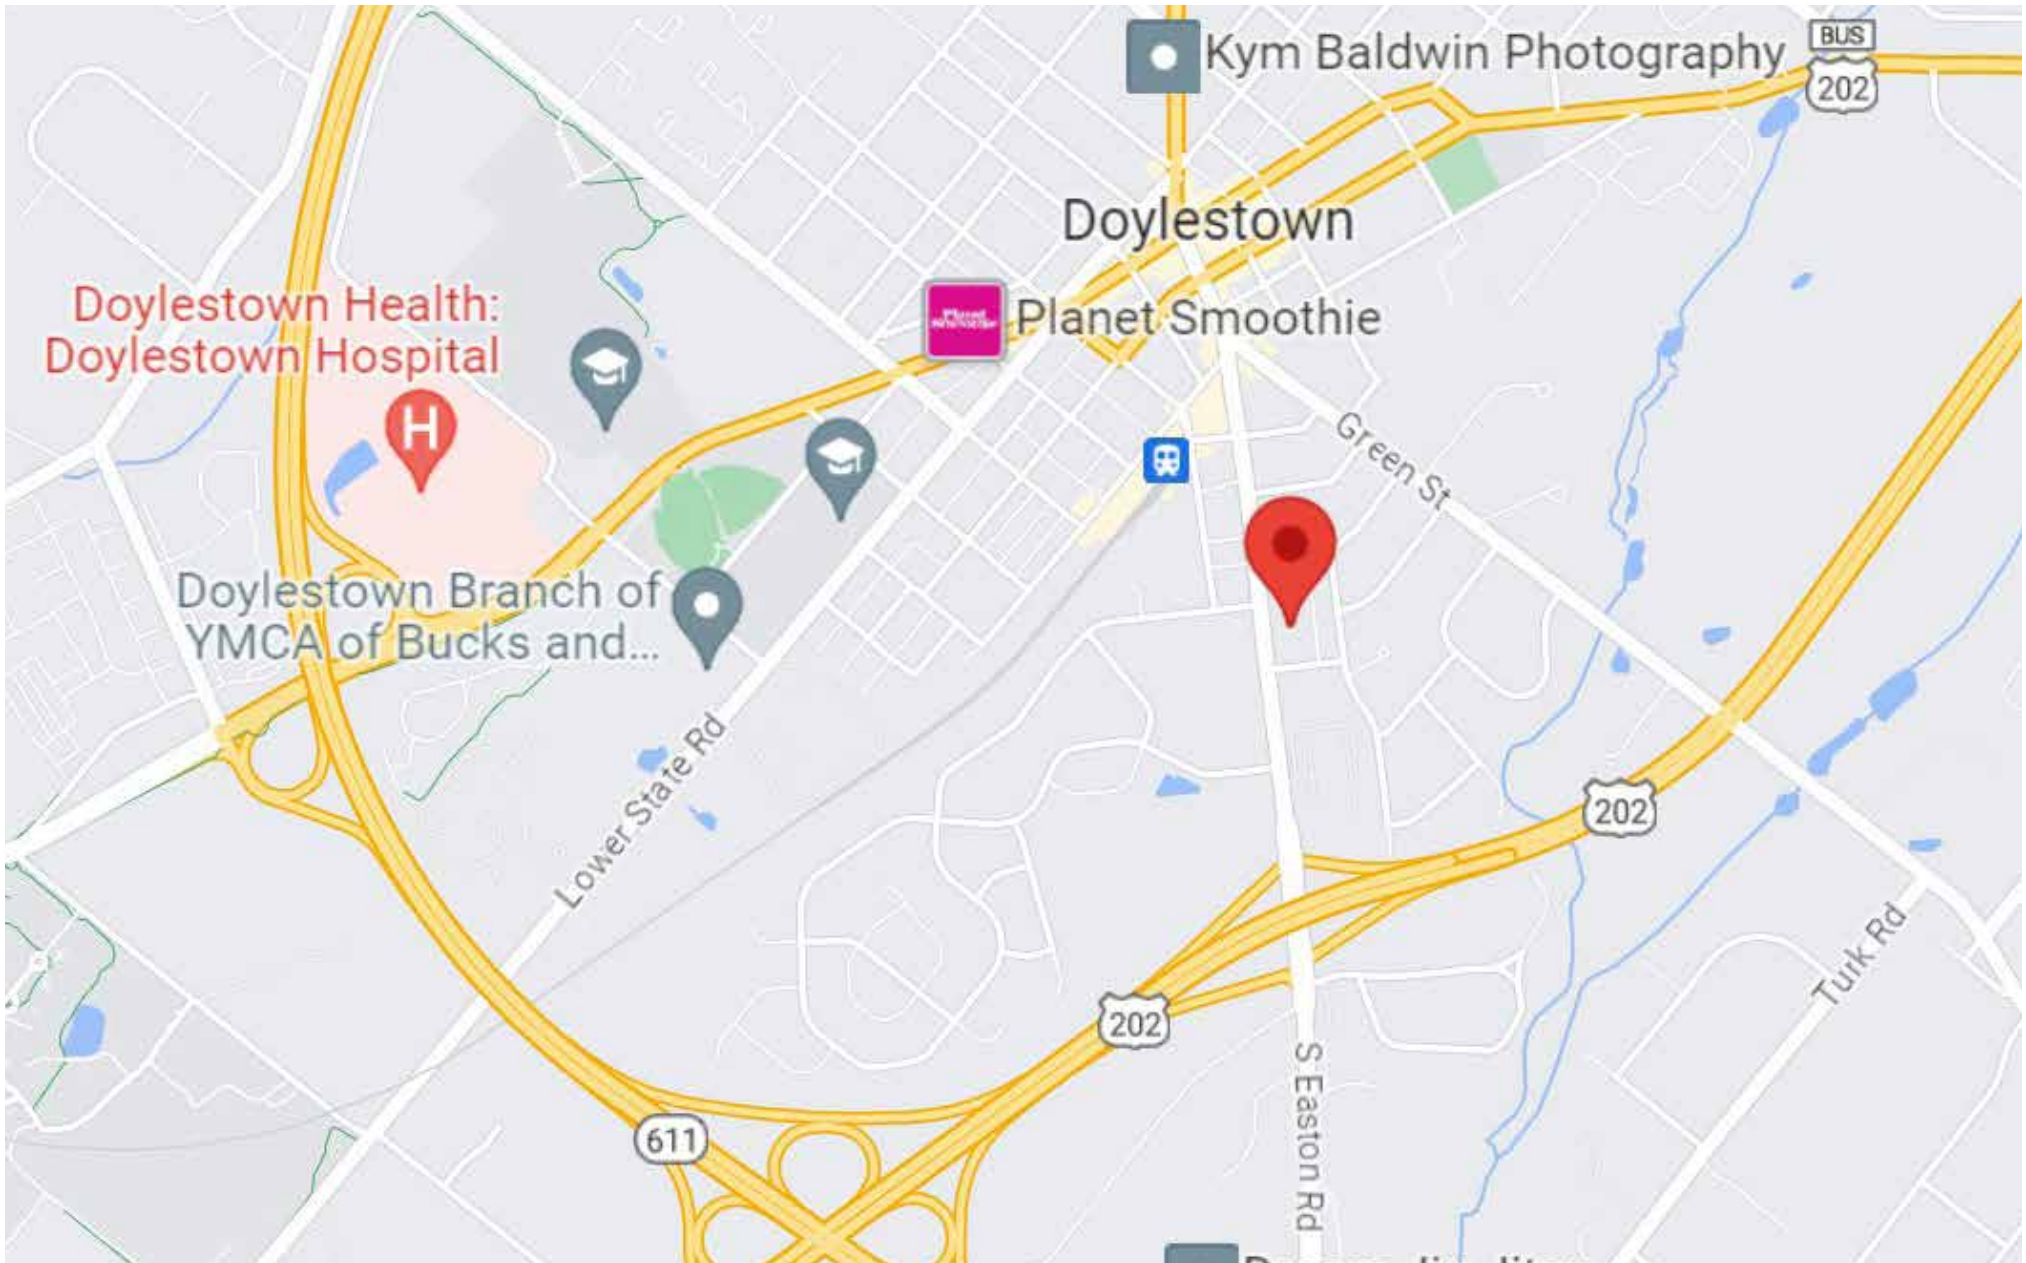 Kym Baldwin Photography
BUS
202
Doylestown
Doylestown Health:
Doylestown Hospital
H
Planet Smoothie
Green St
Doylestown Branch of
YMCA of Bucks and...
Lower State Rd
202
Turk Rd
202
S Easton Rd
611